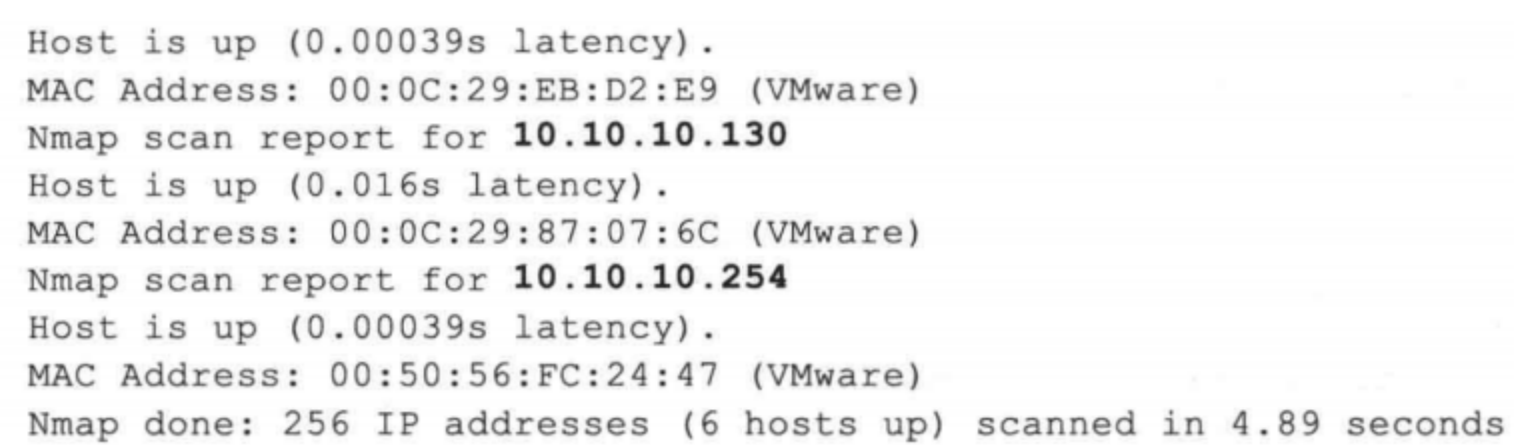 Host is up (0.00039s latency).
MAC Address: 00:0C:29:EB:D2:E9 (VMware)
Nmap scan report for 10.10.10.130
Host is up (0.016s latency).
MAC Address: 00:0C:29:87:07:6C (VMware)
Nmap scan report for 10.10.10.254
Host is up (0.00039s latency).
MAC Address: 00:50:56:FC:24:47 (VMware)
Nmap done: 256 IP addresses (6 hosts up) scanned in 4.89 seconds